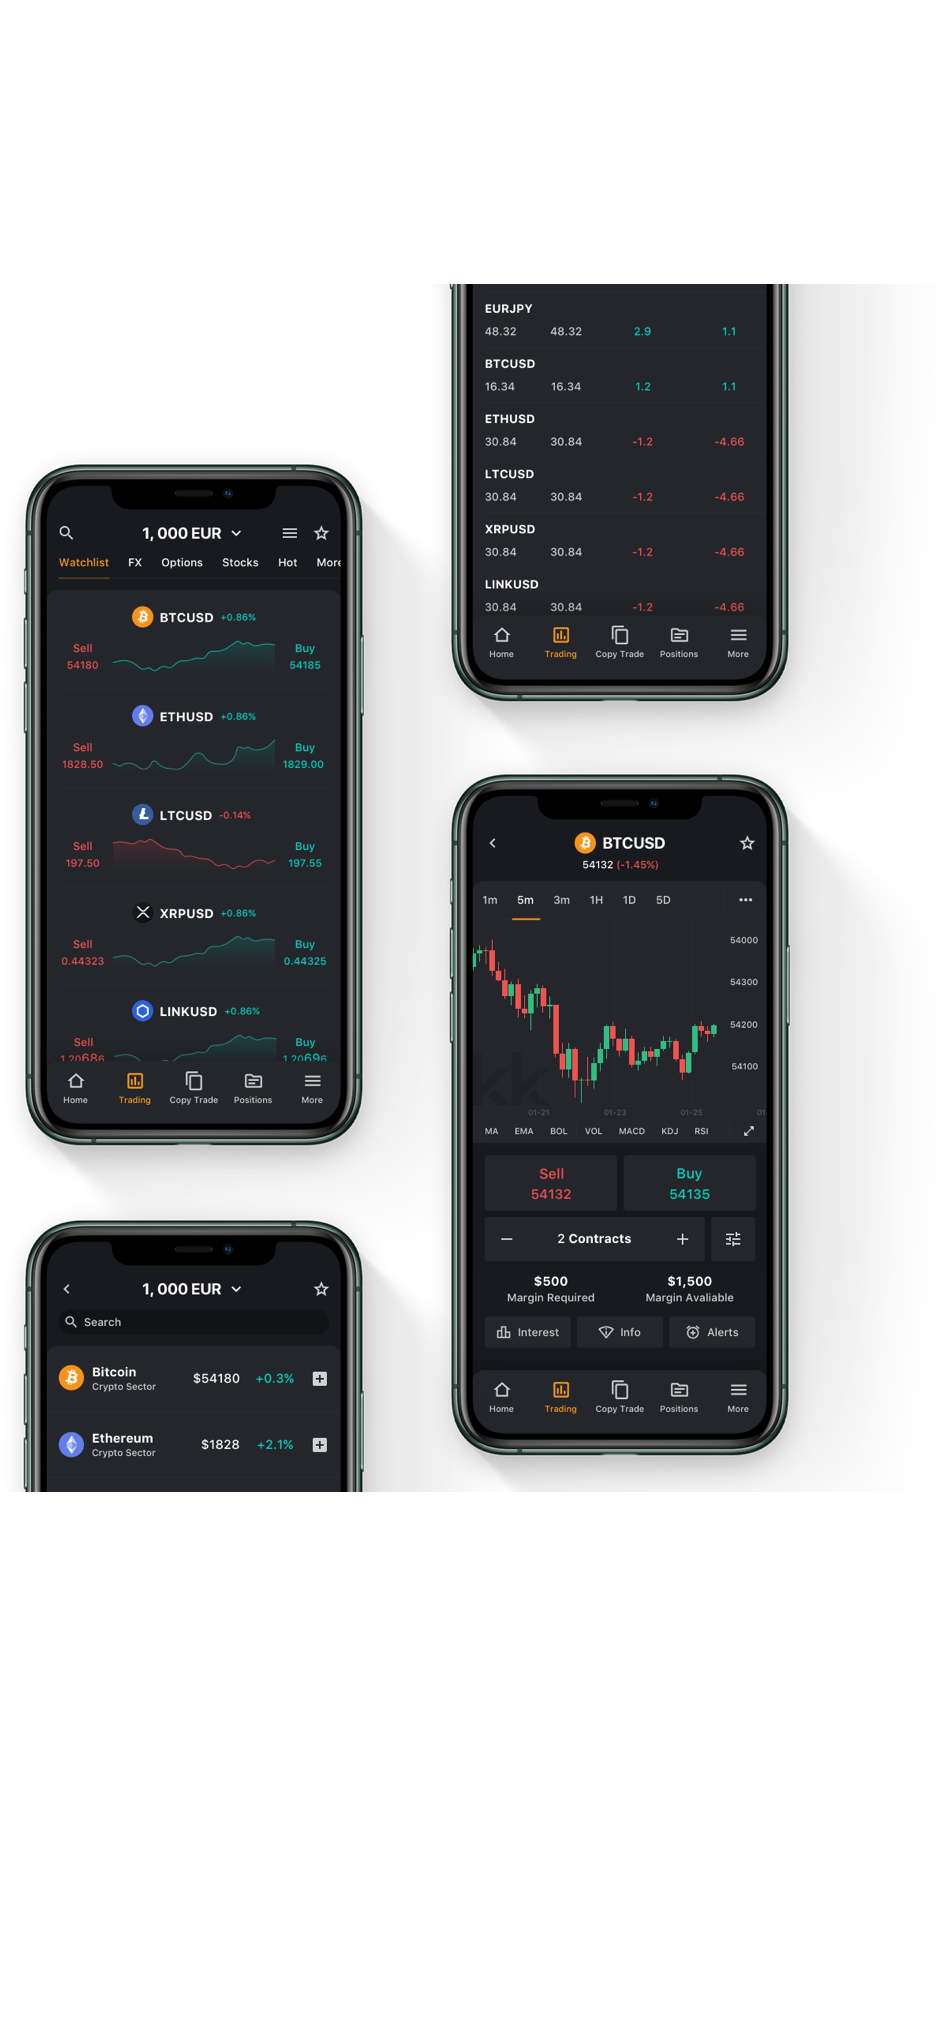 EURJPY
48.32 48.32 2.9 1.1
BTCUSD
16.34 16.34 1.2 1.1
ETHUSD
30.84 30.84 -1.2 -4.66
LTCUSD
30.84 30.84 -1.2 -4.66
XRPUSD
30.84 30.84 -1.2 -4.66
LINKUSD
30.84 30.84 -1.2 -4.66
Home Trading Copy Trade Positions More
1,000 EUR
Watchlist FX Options Stocks Hot More
BTCUSD +0.86%
Sell Buy
54180 54185
ETHUSD +0.86%
Sell Buy
1828.50 1829.00
LTCUSD -0.14%
Sell Buy
197.50 197.55
XRPUSD +0.86%
Sell Buy
0.44323 0.44325
LINKUSD +0.86%
Sell Buy
1.20686 1.20696
Home Trading Copy Trade Positions More
BTCUSD
54132 (-1.45%)
1m 5m 3m 1H 1D 5D
54000
54300
54200
54100
kk
01-21 01-23 01-25 01
MA EMA BOL VOL MACD KDJ RSI
Sell Buy
54132 54135
2 Contracts
$500 $1,500
Margin Required Margin Avaliable
Interest Info Alerts
Home Trading Copy Trade Positions More
1,000 EUR
Search
Bitcoin
Crypto Sector
$54180 +0.3%
Ethereum
Crypto Sector
$1828 +2.1%